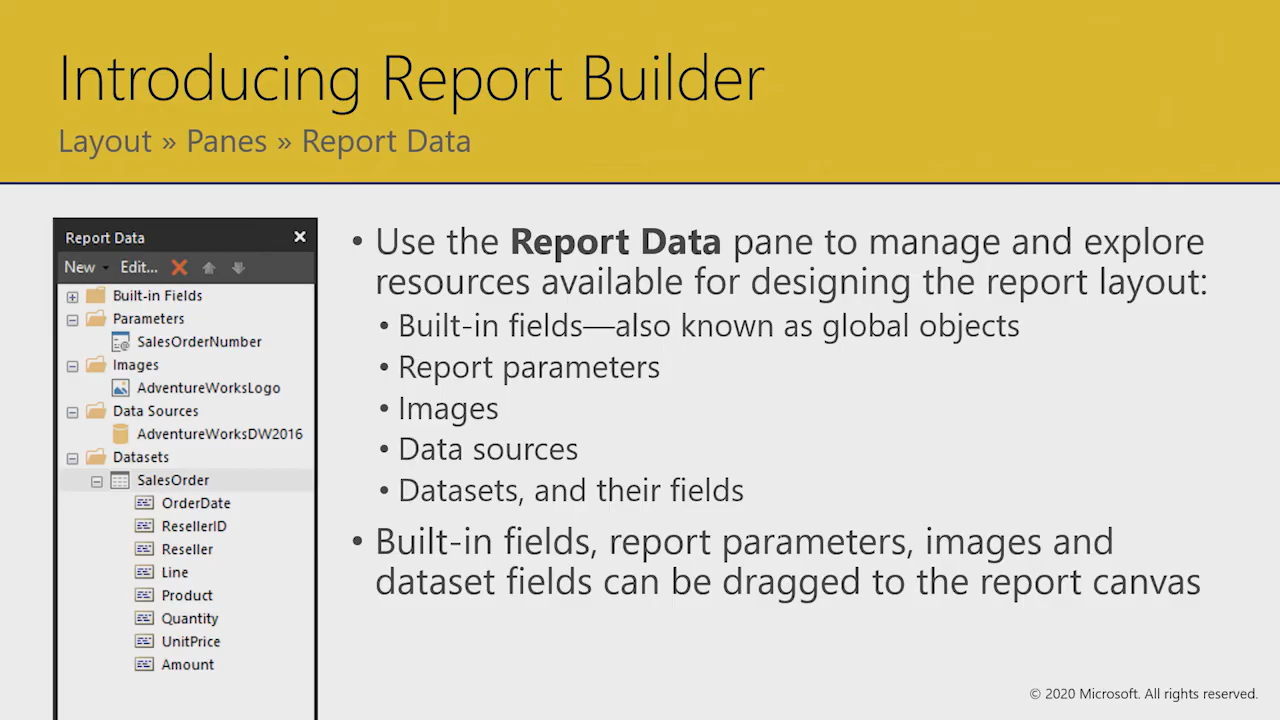 Introducing Report Builder
Layout » Panes » Report Data
Report Data
New Edit...
Built-in Fields
Parameters
SalesOrderNumber
Images
AdventureWorksLogo
Data Sources
AdventureWorksDW2016
Datasets
SalesOrder
OrderDate
ResellerID
Reseller
Line
Product
Quantity
UnitPrice
Amount
• Use the Report Data pane to manage and explore
resources available for designing the report layout:
• Built-in fields—also known as global objects
• Report parameters
• Images
• Data sources
• Datasets, and their fields
• Built-in fields, report parameters, images and
dataset fields can be dragged to the report canvas
© 2020 Microsoft. All rights reserved.